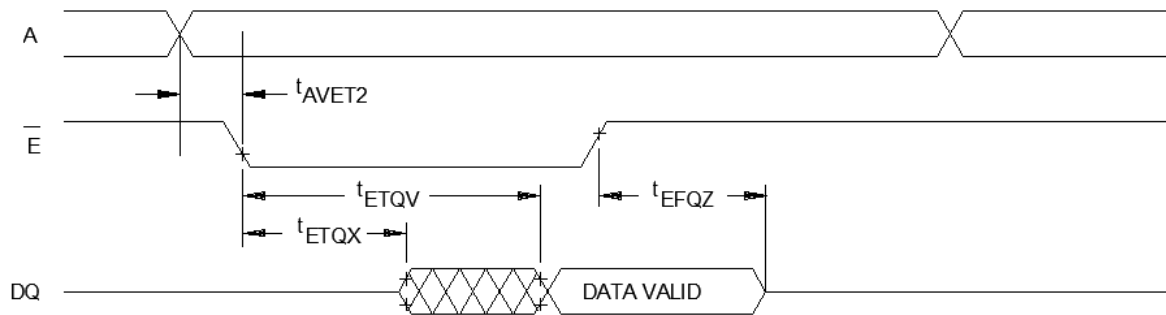 A
tAVET2
E
tETQV
tEFQZ
tETQX
DQ
DATA VALID